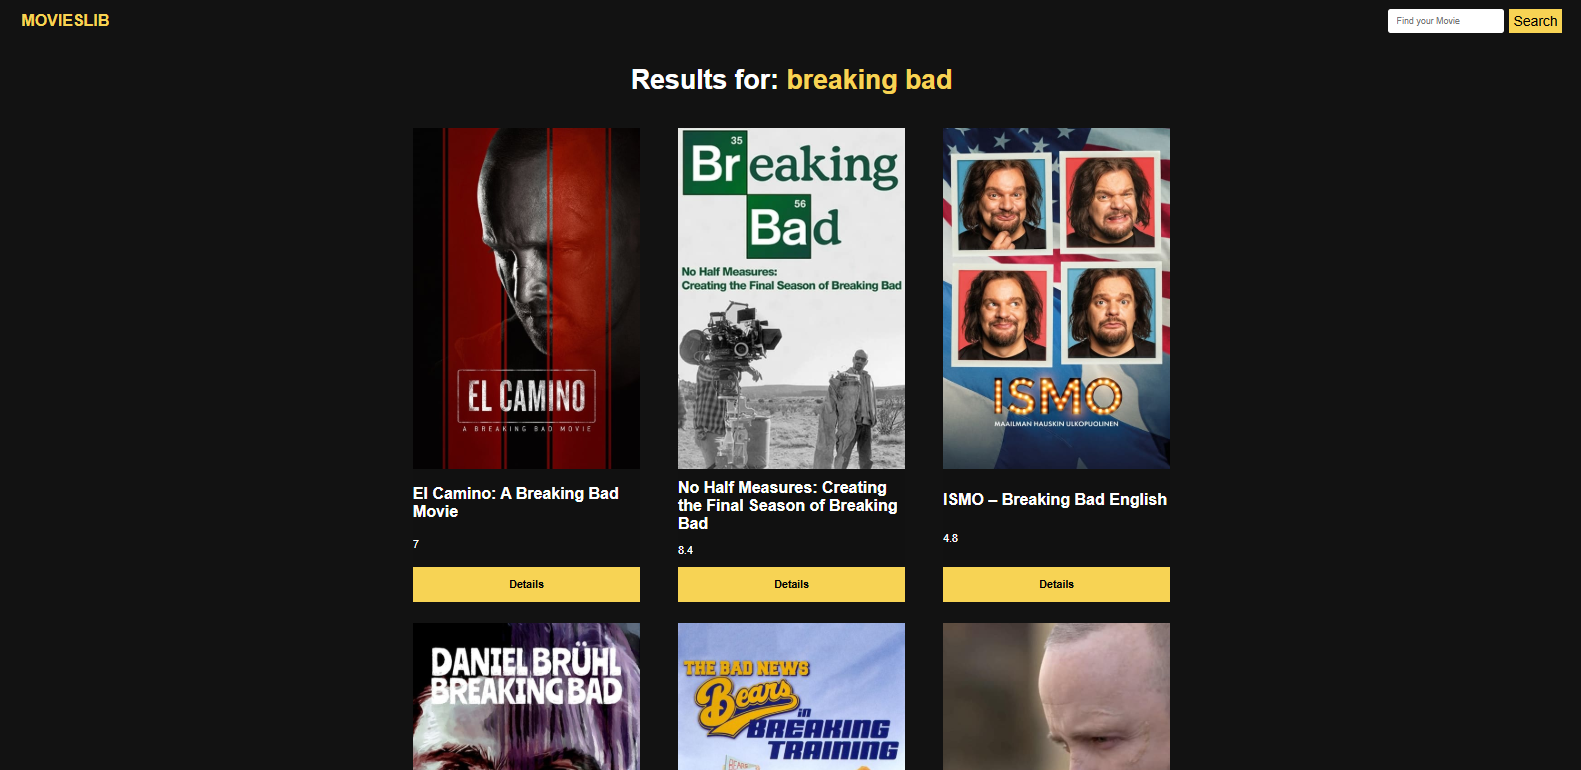 MOVIESLIB
Find your Movie
Search
Results for: breaking bad
EL CAMINO
A BREAKING BAD MOVIE
35
Breaking
56
Bad
No Half Measures:
Creating the Final Season of Breaking Bad
ISMO
MAAILMAN HAUSKIN ULKOPUOLINEN
El Camino: A Breaking Bad
Movie
7
Details
No Half Measures: Creating
the Final Season of Breaking
Bad
8.4
Details
ISMO – Breaking Bad English
4.8
Details
DANIEL BRÜHL
BREAKING BAD
THE BAD NEWS
Bears
in
BREAKING
TRAINING